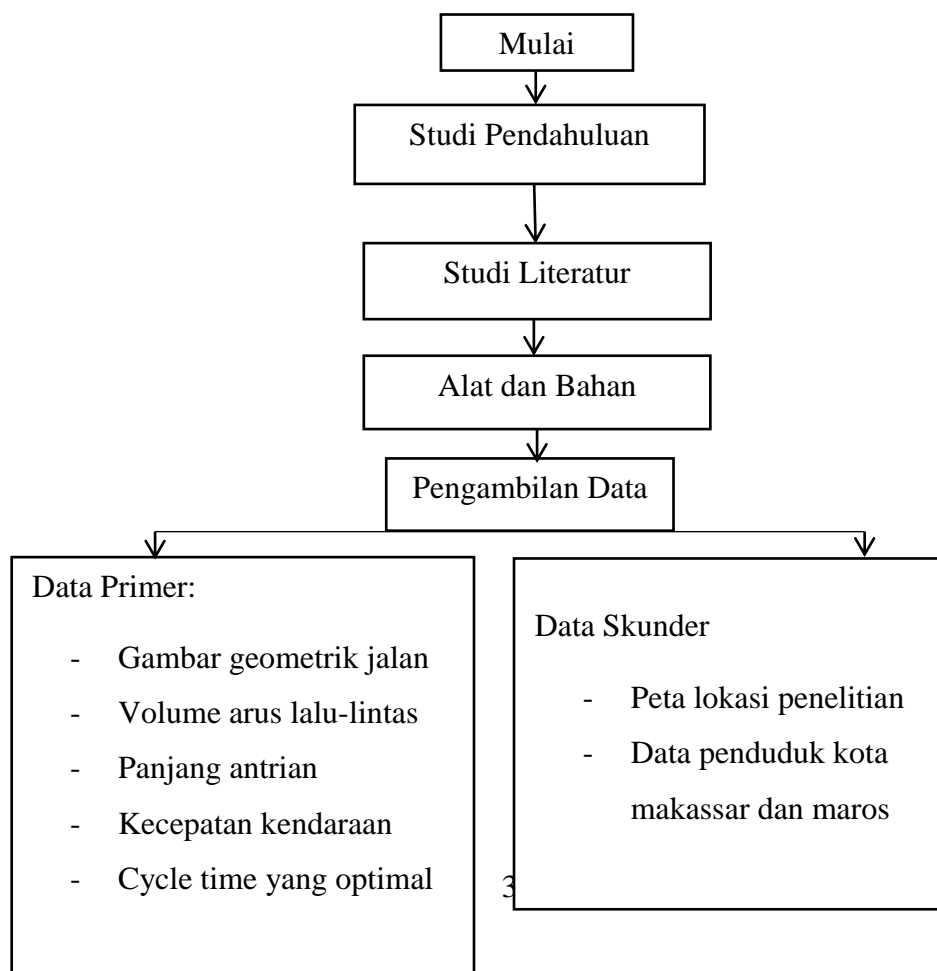 Mulai
Studi Pendahuluan
Studi Literatur
Alat dan Bahan
Pengambilan Data
Data Primer:
- Gambar geometrik jalan
- Volume arus lalu-lintas
- Panjang antrian
- Kecepatan kendaraan
- Cycle time yang optimal
Data Skunder
- Peta lokasi penelitian
- Data penduduk kota
makassar dan maros
3